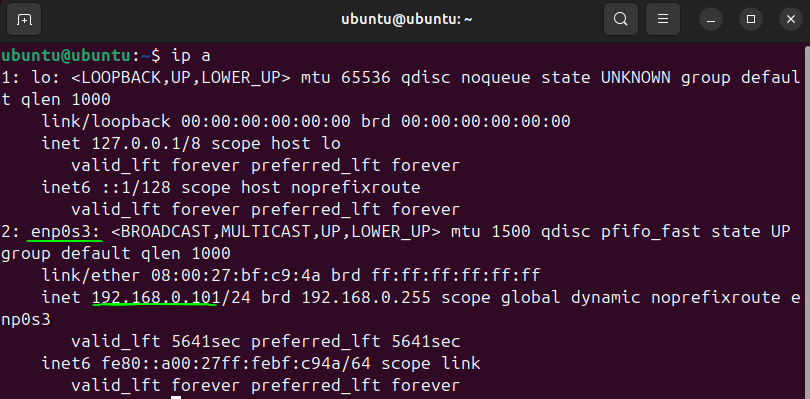 ubuntu@ubuntu: ~
ubuntu@ubuntu:~$ ip a
1: lo: <LOOPBACK,UP,LOWER_UP> mtu 65536 qdisc noqueue state UNKNOWN group defaul
t qlen 1000
    link/loopback 00:00:00:00:00:00 brd 00:00:00:00:00:00
    inet 127.0.0.1/8 scope host lo
       valid_lft forever preferred_lft forever
    inet6 ::1/128 scope host noprefixroute
       valid_lft forever preferred_lft forever
2: enp0s3: <BROADCAST,MULTICAST,UP,LOWER_UP> mtu 1500 qdisc pfifo_fast state UP
group default qlen 1000
    link/ether 08:00:27:bf:c9:4a brd ff:ff:ff:ff:ff:ff
    inet 192.168.0.101/24 brd 192.168.0.255 scope global dynamic noprefixroute e
np0s3
       valid_lft 5641sec preferred_lft 5641sec
    inet6 fe80::a00:27ff:febf:c94a/64 scope link
       valid_lft forever preferred_lft forever